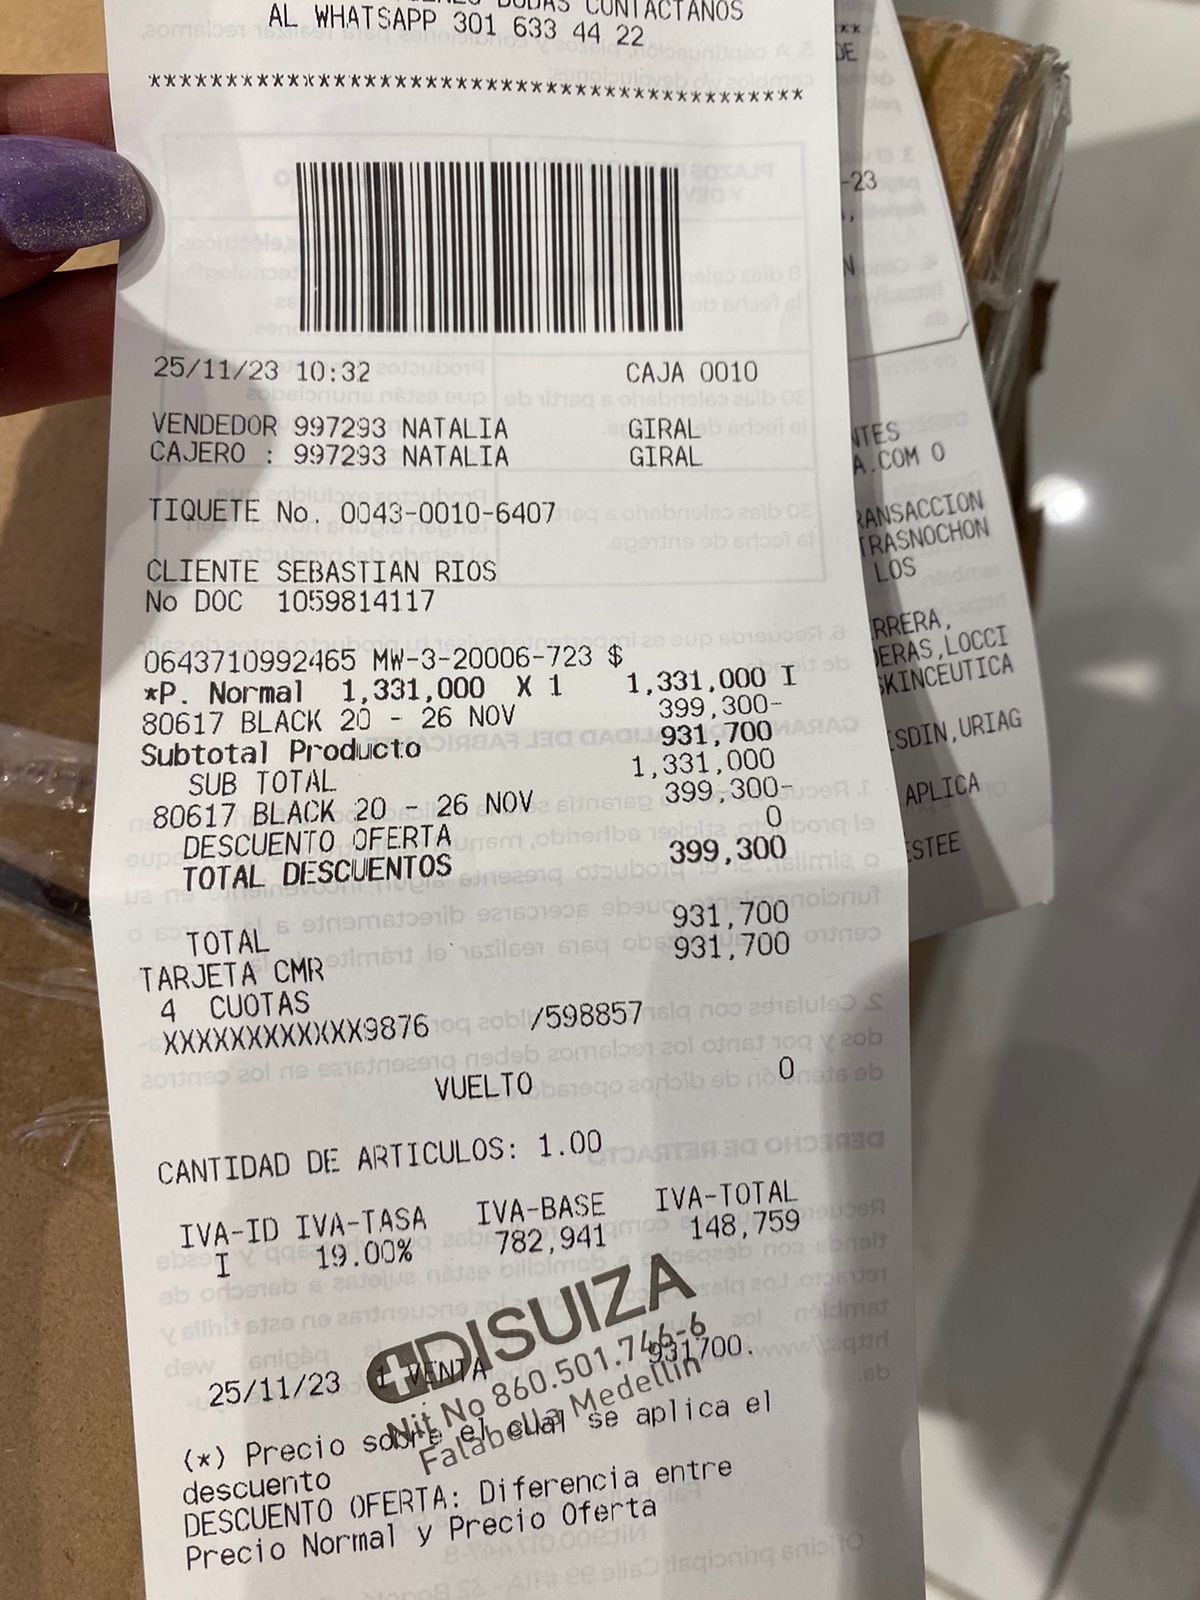 DUDAS CONTACTANOS
AL WHATSAPP 301 633 44 22
*******************************************
25/11/23 10:32 CAJA 0010
VENDEDOR 997293 NATALIA GIRAL
CAJERO : 997293 NATALIA GIRAL
TIQUETE No. 0043-0010-6407
CLIENTE SEBASTIAN RIOS
No DOC 1059814117
0643710992465 MW-3-20006-723 $
*P. Normal 1,331,000 X 1 1,331,000 I
80617 BLACK 20 - 26 NOV 399,300-
Subtotal Producto 931,700
SUB TOTAL 1,331,000
80617 BLACK 20 - 26 NOV 399,300-
DESCUENTO OFERTA 0
TOTAL DESCUENTOS 399,300
TOTAL 931,700
TARJETA CMR 931,700
4 CUOTAS
XXXXXXXXXXXX9876 /598857
VUELTO 0
CANTIDAD DE ARTICULOS: 1.00
IVA-ID IVA-TASA IVA-BASE IVA-TOTAL
I 19.00% 782,941 148,759
DISUIZA
Nit No 860.501.746-6
Falabella Medellin
25/11/23 1 VENTA 931700.
(*) Precio sobre el cual se aplica el
descuento
DESCUENTO OFERTA: Diferencia entre
Precio Normal y Precio Oferta
DE
-23
A.COM O
LOS
APLICA